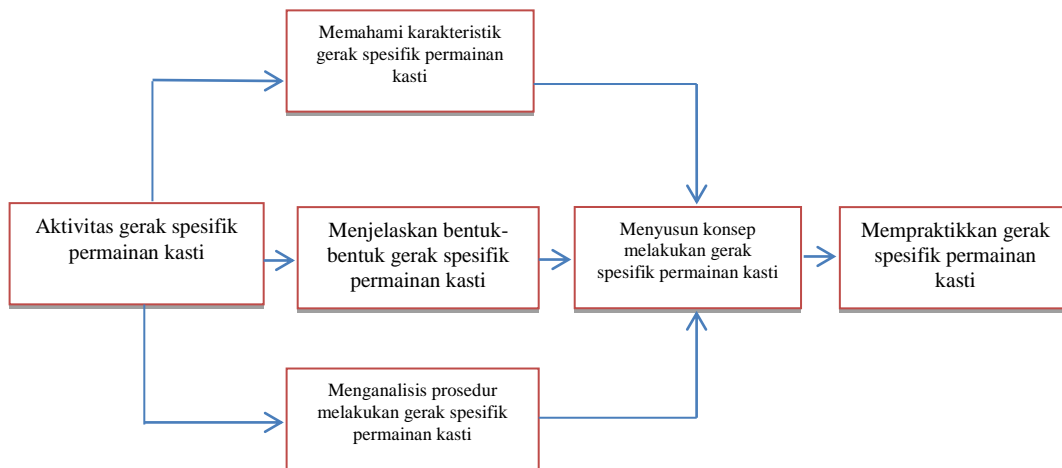 Memahami karakteristik
gerak spesifik permainan
kasti
Aktivitas gerak spesifik
permainan kasti
Menjelaskan bentuk-
bentuk gerak spesifik
permainan kasti
Menyusun konsep
melakukan gerak
spesifik permainan kasti
Mempraktikkan gerak
spesifik permainan
kasti
Menganalisis prosedur
melakukan gerak spesifik
permainan kasti